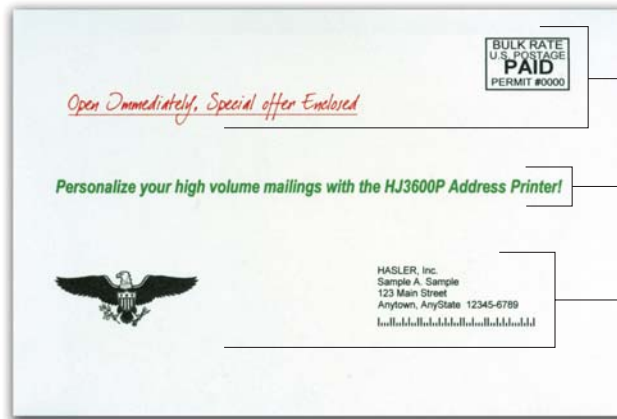 BULK RATE
U.S. POSTAGE
PAID
PERMIT #0000
Open Immediately, Special offer Enclosed
Personalize your high volume mailings with the HJ3600P Address Printer!
HASLER, Inc.
Sample A. Sample
123 Main Street
Anytown, AnyState 12345-6789